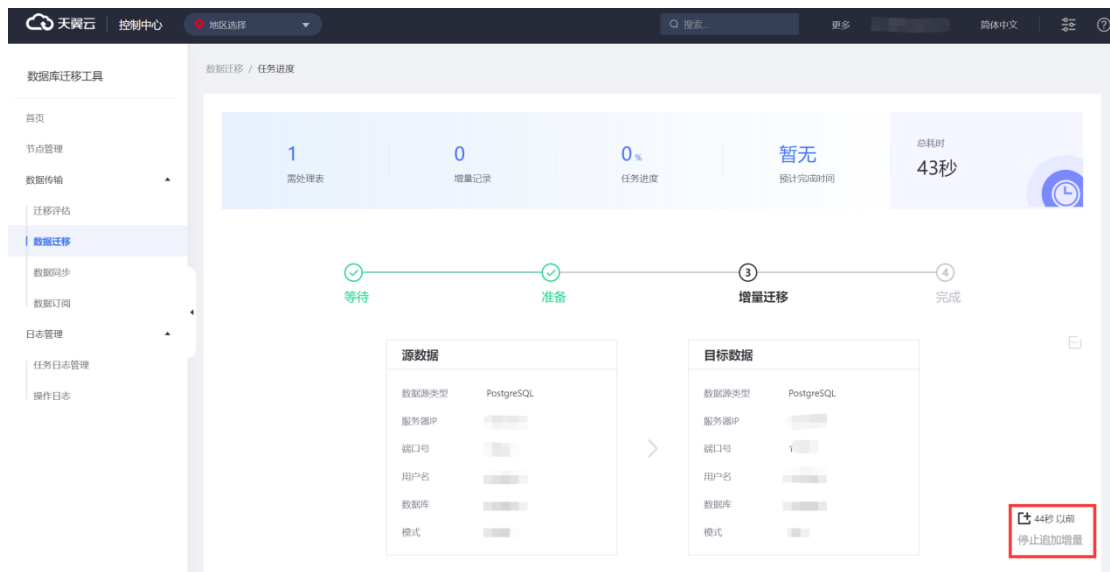 天翼云 控制中心 地区选择 搜索... 更多 简体中文
数据库迁移工具
首页
节点管理
数据传输
迁移评估
数据迁移
数据同步
数据订阅
日志管理
任务日志管理
操作日志
数据迁移 / 任务进度
1
需处理表
0
增量记录
0 %
任务进度
暂无
预计完成时间
总耗时
43秒
等待
准备
3
增量迁移
4
完成
源数据
数据源类型 PostgreSQL
服务器IP
端口号
用户名
数据库
模式
目标数据
数据源类型 PostgreSQL
服务器IP
端口号 1
用户名
数据库
模式
44秒 以前
停止追加增量